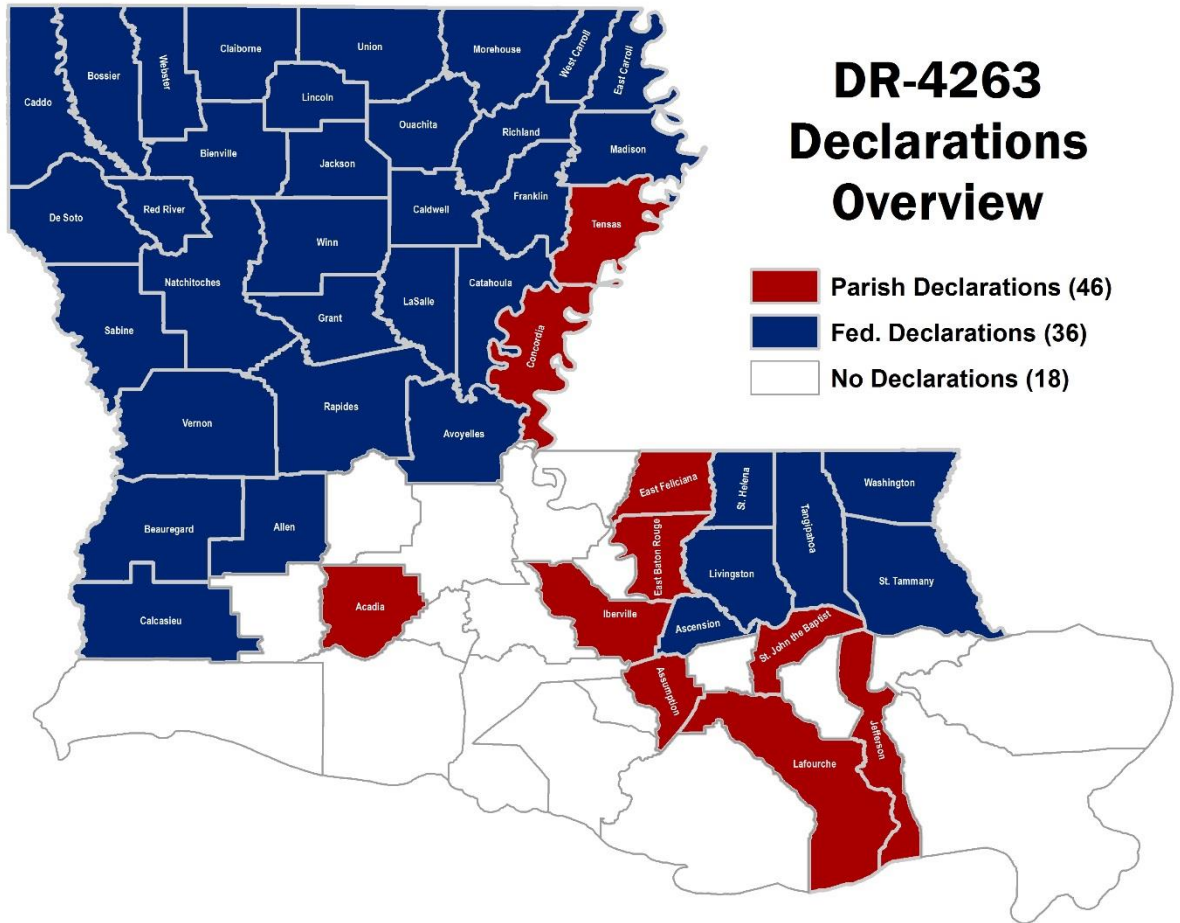 DR-4263
Declarations
Overview
Parish Declarations (46)
Fed. Declarations (36)
No Declarations (18)
Caddo
Bossier
Webster
Claiborne
Union
Morehouse
West Carroll
East Carroll
Lincoln
Ouachita
Richland
Madison
Bienville
Jackson
Franklin
Caldwell
De Soto
Red River
Winn
Tensas
Natchitoches
LaSalle
Catahoula
Sabine
Grant
Concordia
Vernon
Rapides
Avoyelles
East Feliciana
St. Helena
Tangipahoa
Washington
Beauregard
Allen
East Baton Rouge
Livingston
St. Tammany
Calcasieu
Acadia
Iberville
Ascension
St. John the Baptist
Assumption
Jefferson
Lafourche